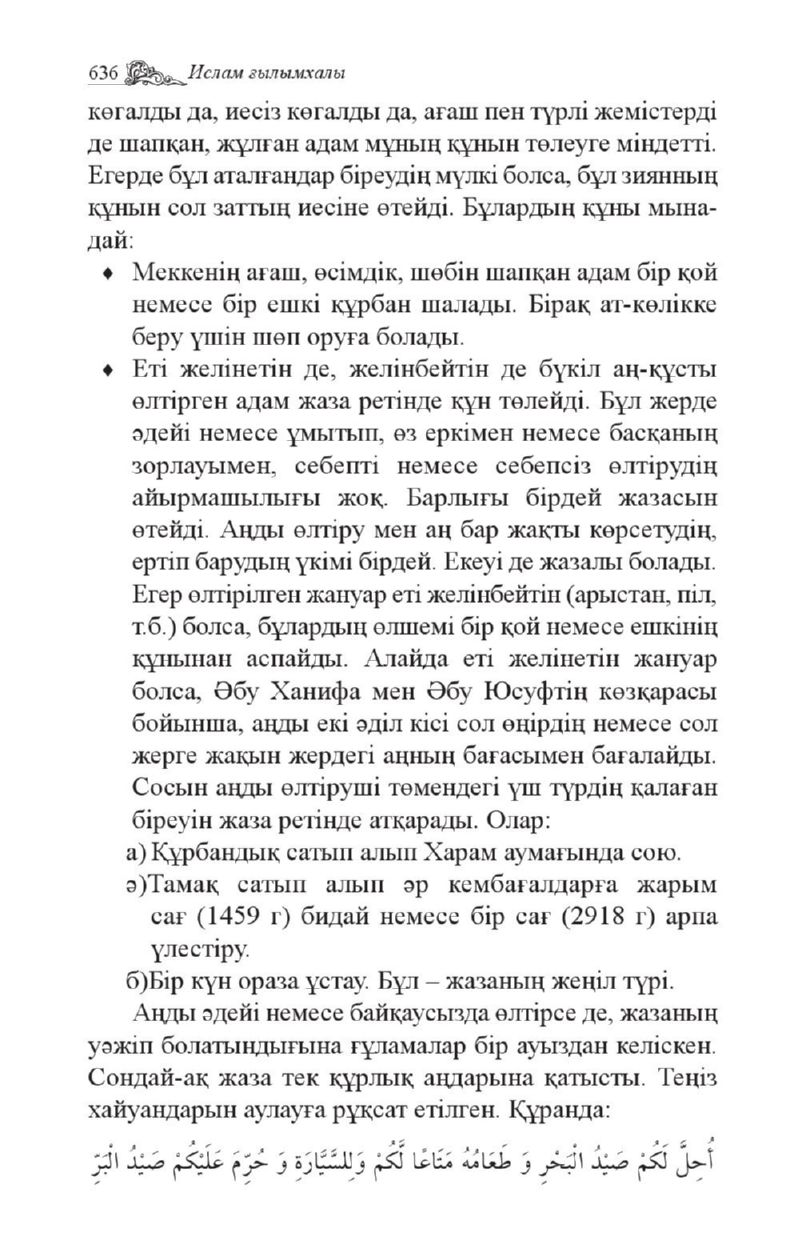 636 Ислам ғылымхалы
көгалды да, иесіз көгалды да, ағаш пен түрлі жемістерді
де шапқан, жұлған адам мұның құнын төлеуге міндетті.
Егерде бұл аталғандар біреудің мүлкі болса, бұл зиянның
құнын сол заттың иесіне өтейді. Бұлардың құны мына-
дай:
♦ Меккенің ағаш, өсімдік, шөбін шапқан адам бір қой
немесе бір ешкі құрбан шалады. Бірақ ат-көлікке
беру үшін шөп оруға болады.
♦ Еті желінетін де, желінбейтін де бүкіл аң-құсты
өлтірген адам жаза ретінде құн төлейді. Бұл жерде
әдейі немесе ұмытып, өз еркімен немесе басқаның
зорлауымен, себепті немесе себепсіз өлтірудің
айырмашылығы жоқ. Барлығы бірдей жазасын
өтейді. Аңды өлтіру мен аң бар жақты көрсетудің,
ертіп барудың үкімі бірдей. Екеуі де жазалы болады.
Егер өлтірілген жануар еті желінбейтін (арыстан, піл,
т.б.) болса, бұлардың өлшемі бір қой немесе ешкінің
құнынан аспайды. Алайда еті желінетін жануар
болса, Әбу Ханифа мен Әбу Юсуфтің көзқарасы
бойынша, аңды екі әділ кісі сол өңірдің немесе сол
жерге жақын жердегі аңның бағасымен бағалайды.
Сосын аңды өлтіруші төмендегі үш түрдің қалаған
біреуін жаза ретінде атқарады. Олар:
а) Құрбандық сатып алып Харам аумағында сою.
ә)Тамақ сатып алып әр кембағалдарға жарым
сағ (1459 г) бидай немесе бір сағ (2918 г) арпа
үлестіру.
б)Бір күн ораза ұстау. Бұл – жазаның жеңіл түрі.
Аңды әдейі немесе байқаусызда өлтірсе де, жазаның
уәжіп болатындығына ғұламалар бір ауыздан келіскен.
Сондай-ақ жаза тек құрлық аңдарына қатысты. Теңіз
хайуандарын аулауға рұқсат етілген. Құранда:
أُحِلَّ لَكُمْ صَيْدُ الْبَحْرِ وَ طَعَامُهُ مَتَاعًا لَّكُمْ وَلِلسَّيَّارَةِ وَ حُرِّمَ عَلَيْكُمْ صَيْدُ الْبَرِّ